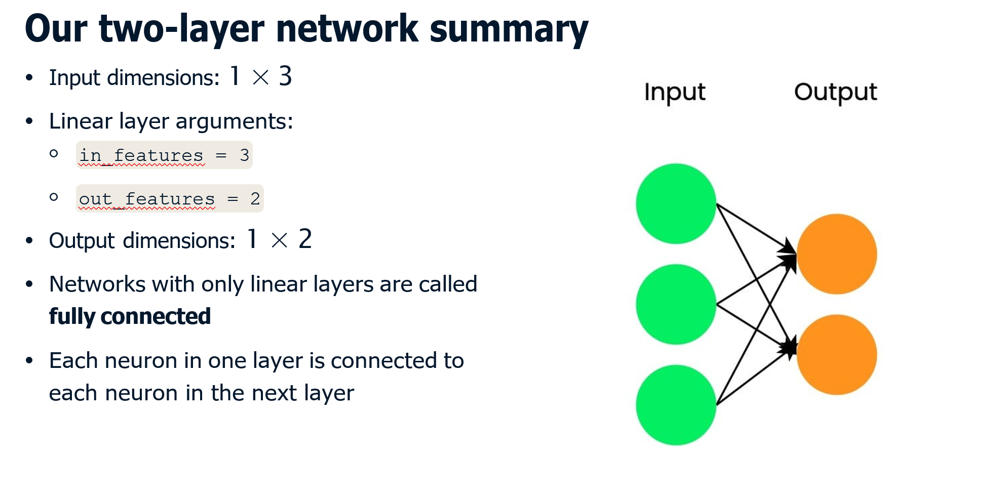 Our two-layer network summary
• Input dimensions: 1 × 3
• Linear layer arguments:
○ in_features = 3
○ out_features = 2
• Output dimensions: 1 × 2
• Networks with only linear layers are called
fully connected
• Each neuron in one layer is connected to
each neuron in the next layer
Input Output